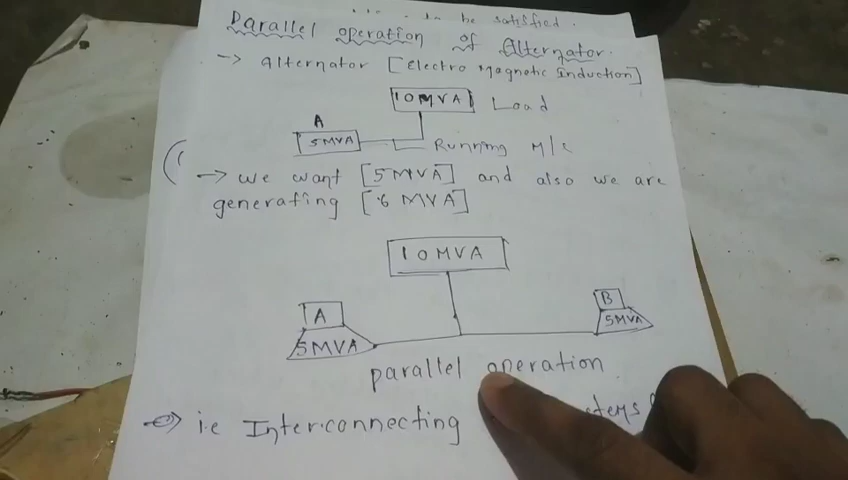 to be satisfied.
Parallel operation of Alternator.
→ Alternator [Electro Magnetic Induction]
10MVA Load
A
5MVA Running M/c
→ we want [5MVA] and also we are
generating [6 MVA]
10MVA
A B
5MVA 5MVA
parallel operation
i.e Interconnecting